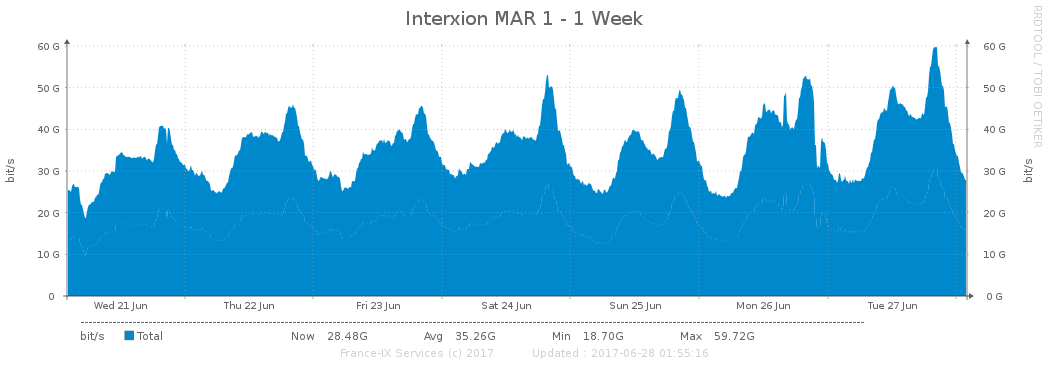 Interxion MAR 1 - 1 Week
RRDTOOL / TOBI OETIKER
bit/s
60 G
50 G
40 G
30 G
20 G
10 G
0
60 G
50 G
40 G
30 G
20 G
10 G
0 G
bit/s
Wed 21 Jun Thu 22 Jun Fri 23 Jun Sat 24 Jun Sun 25 Jun Mon 26 Jun Tue 27 Jun
bit/s Total Now 28.48G Avg 35.26G Min 18.70G Max 59.72G
France-IX Services (c) 2017 Updated : 2017-06-28 01:55:16